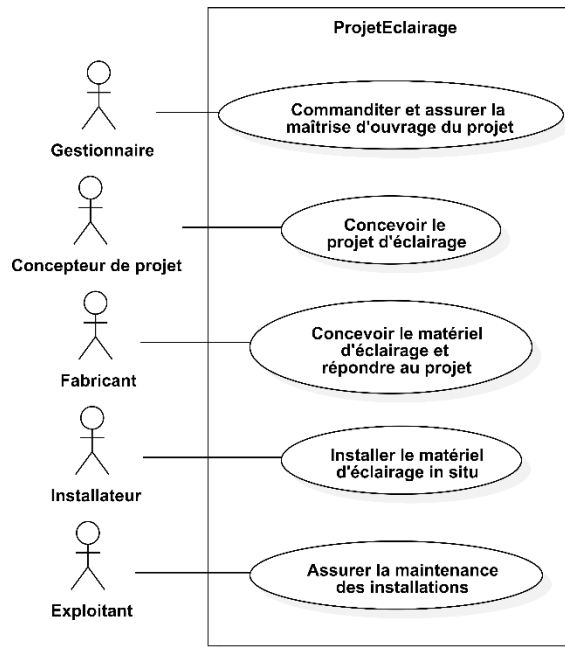 ProjetEclairage
Commanditer et assurer la
maîtrise d'ouvrage du projet
Gestionnaire
Concevoir le
projet d'éclairage
Concepteur de projet
Concevoir le matériel
d'éclairage et
répondre au projet
Fabricant
Installer le matériel
d'éclairage in situ
Installateur
Assurer la maintenance
des installations
Exploitant